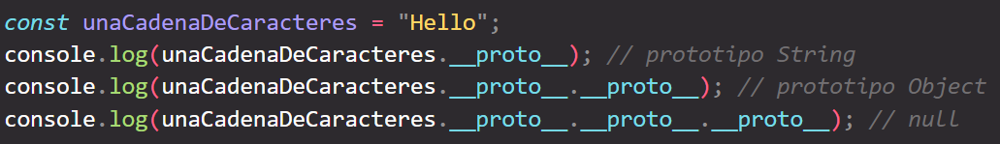 const unaCadenaDeCaracteres = "Hello";
console.log(unaCadenaDeCaracteres.__proto__); // prototipo String
console.log(unaCadenaDeCaracteres.__proto__.__proto__); // prototipo Object
console.log(unaCadenaDeCaracteres.__proto__.__proto__.__proto__); // null